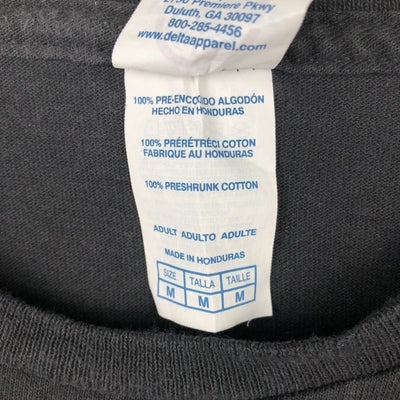 2750 Premiere Pkwy
Duluth, GA 30097
800-285-4456
www.deltaapparel.com
100% PRE-ENCOGIDO ALGODÓN
HECHO EN HONDURAS
100% PRÉRÉTRÉCI COTON
FABRIQUE AU HONDURAS
100% PRESHRUNK COTTON
ADULT ADULTO ADULTE
MADE IN HONDURAS
SIZE TALLA TAILLE
M M M